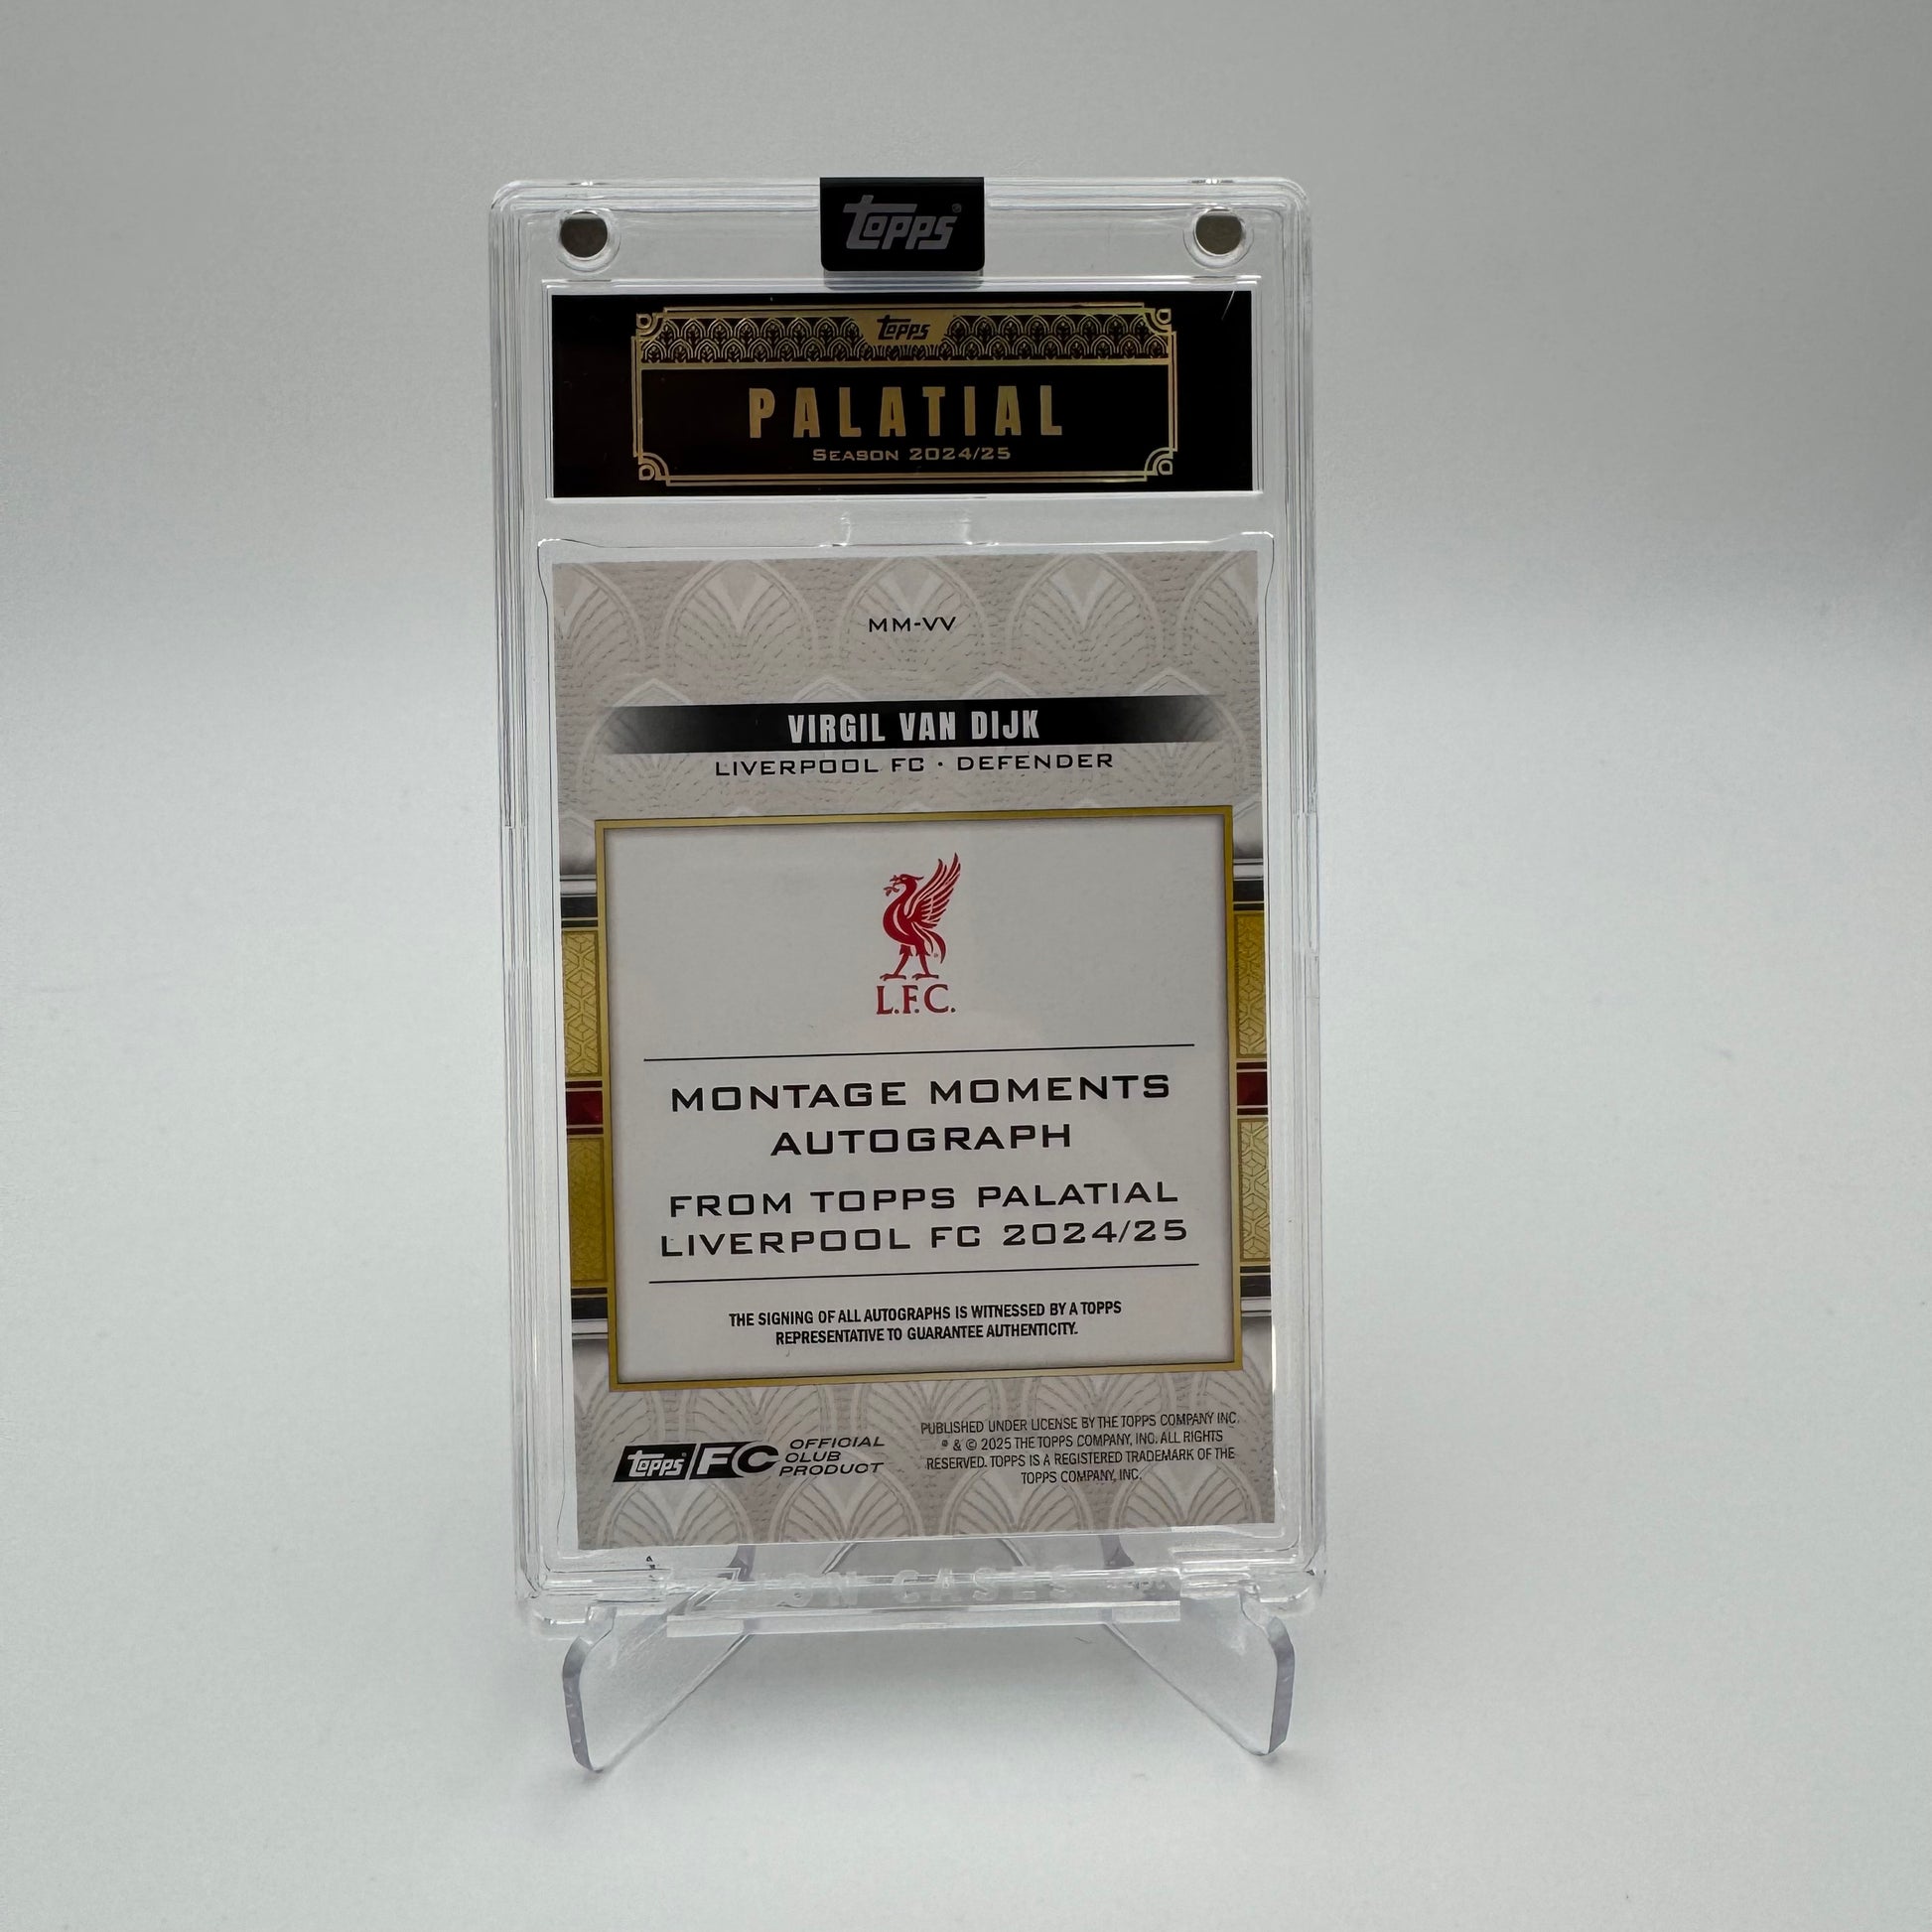 Topps®
Topps
PALATIAL
SEASON 2024/25
MM-VV
VIRGIL VAN DIJK
LIVERPOOL FC · DEFENDER
L.F.C.
MONTAGE MOMENTS
AUTOGRAPH
FROM TOPPS PALATIAL
LIVERPOOL FC 2024/25
THE SIGNING OF ALL AUTOGRAPHS IS WITNESSED BY A TOPPS
REPRESENTATIVE TO GUARANTEE AUTHENTICITY.
Topps FC OFFICIAL
CLUB
PRODUCT
PUBLISHED UNDER LICENSE BY THE TOPPS COMPANY INC.
® & © 2025 THE TOPPS COMPANY, INC. ALL RIGHTS
RESERVED. TOPPS IS A REGISTERED TRADEMARK OF THE
TOPPS COMPANY, INC.
ZION CASES